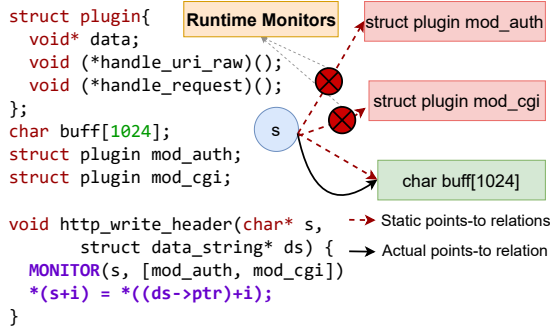 struct plugin{
  void* data;
  void (*handle_uri_raw)();
  void (*handle_request)();
};
char buff[1024];
struct plugin mod_auth;
struct plugin mod_cgi;
void http_write_header(char* s,
        struct data_string* ds) {
  MONITOR(s, [mod_auth, mod_cgi])
  *(s+i) = *((ds->ptr)+i);
}
Runtime Monitors
struct plugin mod_auth
struct plugin mod_cgi
s
char buff[1024]
Static points-to relations
Actual points-to relation